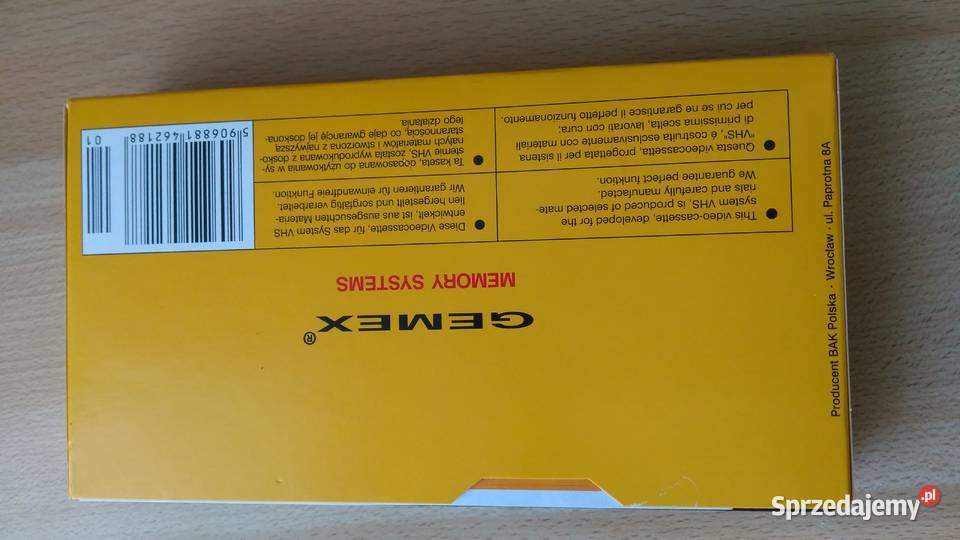 GEMEX®
MEMORY SYSTEMS
● This video-cassette, developed for the
system VHS, is produced of selected mate-
rials and carefully manufacted.
We guarantee perfect funktion.
● Diese Videocassette, für das System VHS
entwickelt, ist aus ausgesuchten Materia-
lien hergestellt und sorgfältig verarbeitet.
Wir garantieren für einwandfreie Funktion.
● Questa videocassetta, progettata per il sistema
"VHS", é costruita esclusivamente con materiali
di primissima scelta, lavorati con cura;
per cui se ne garantisce il perfetto funzionamento.
● Ta kaseta, dopasowana do użytkowania w sy-
stemie VHS, została wyprodukowana z dosko-
nałych materiałów i stworzona z najwyższą
starannością, co daje gwarancję jej doskona-
łego działania.
5 906881 462188
01
Producent BAK Polska · Wrocław · ul. Paprotna 8A
Sprzedajemy.pl